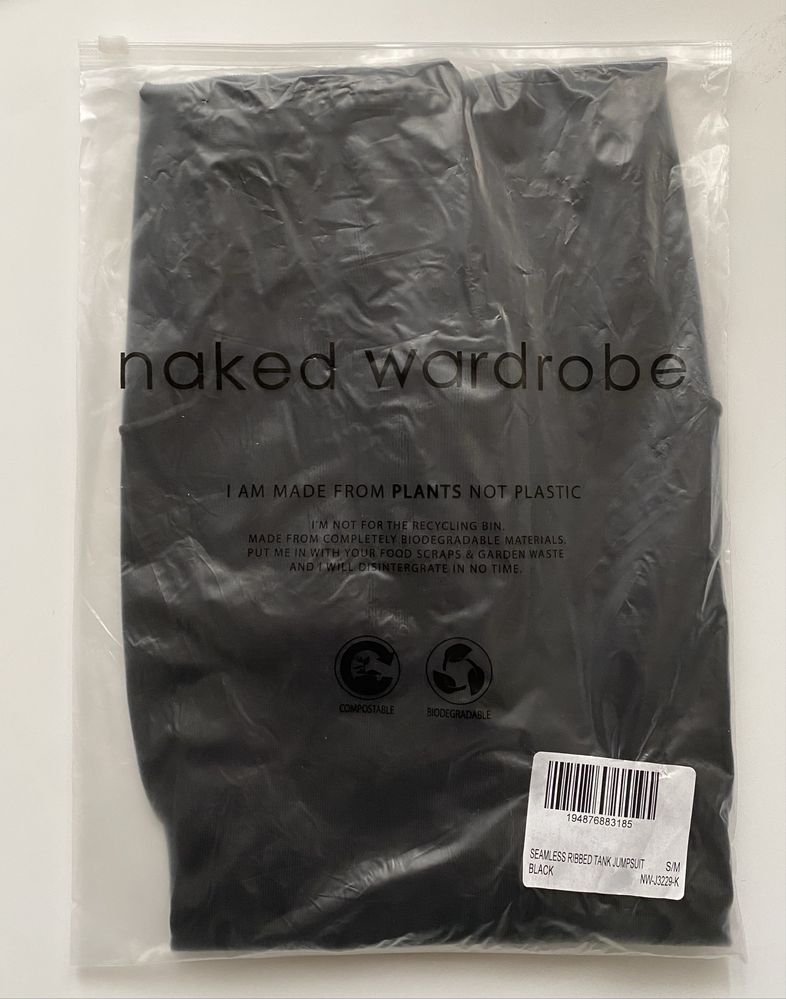 naked wardrobe
I AM MADE FROM PLANTS NOT PLASTIC
I'M NOT FOR THE RECYCLING BIN.
MADE FROM COMPLETELY BIODEGRADABLE MATERIALS.
PUT ME IN WITH YOUR FOOD SCRAPS & GARDEN WASTE
AND I WILL DISINTERGRATE IN NO TIME.
COMPOSTABLE
BIODEGRADABLE
194876883185
SEAMLESS RIBBED TANK JUMPSUIT S/M
BLACK NW-J3229-K